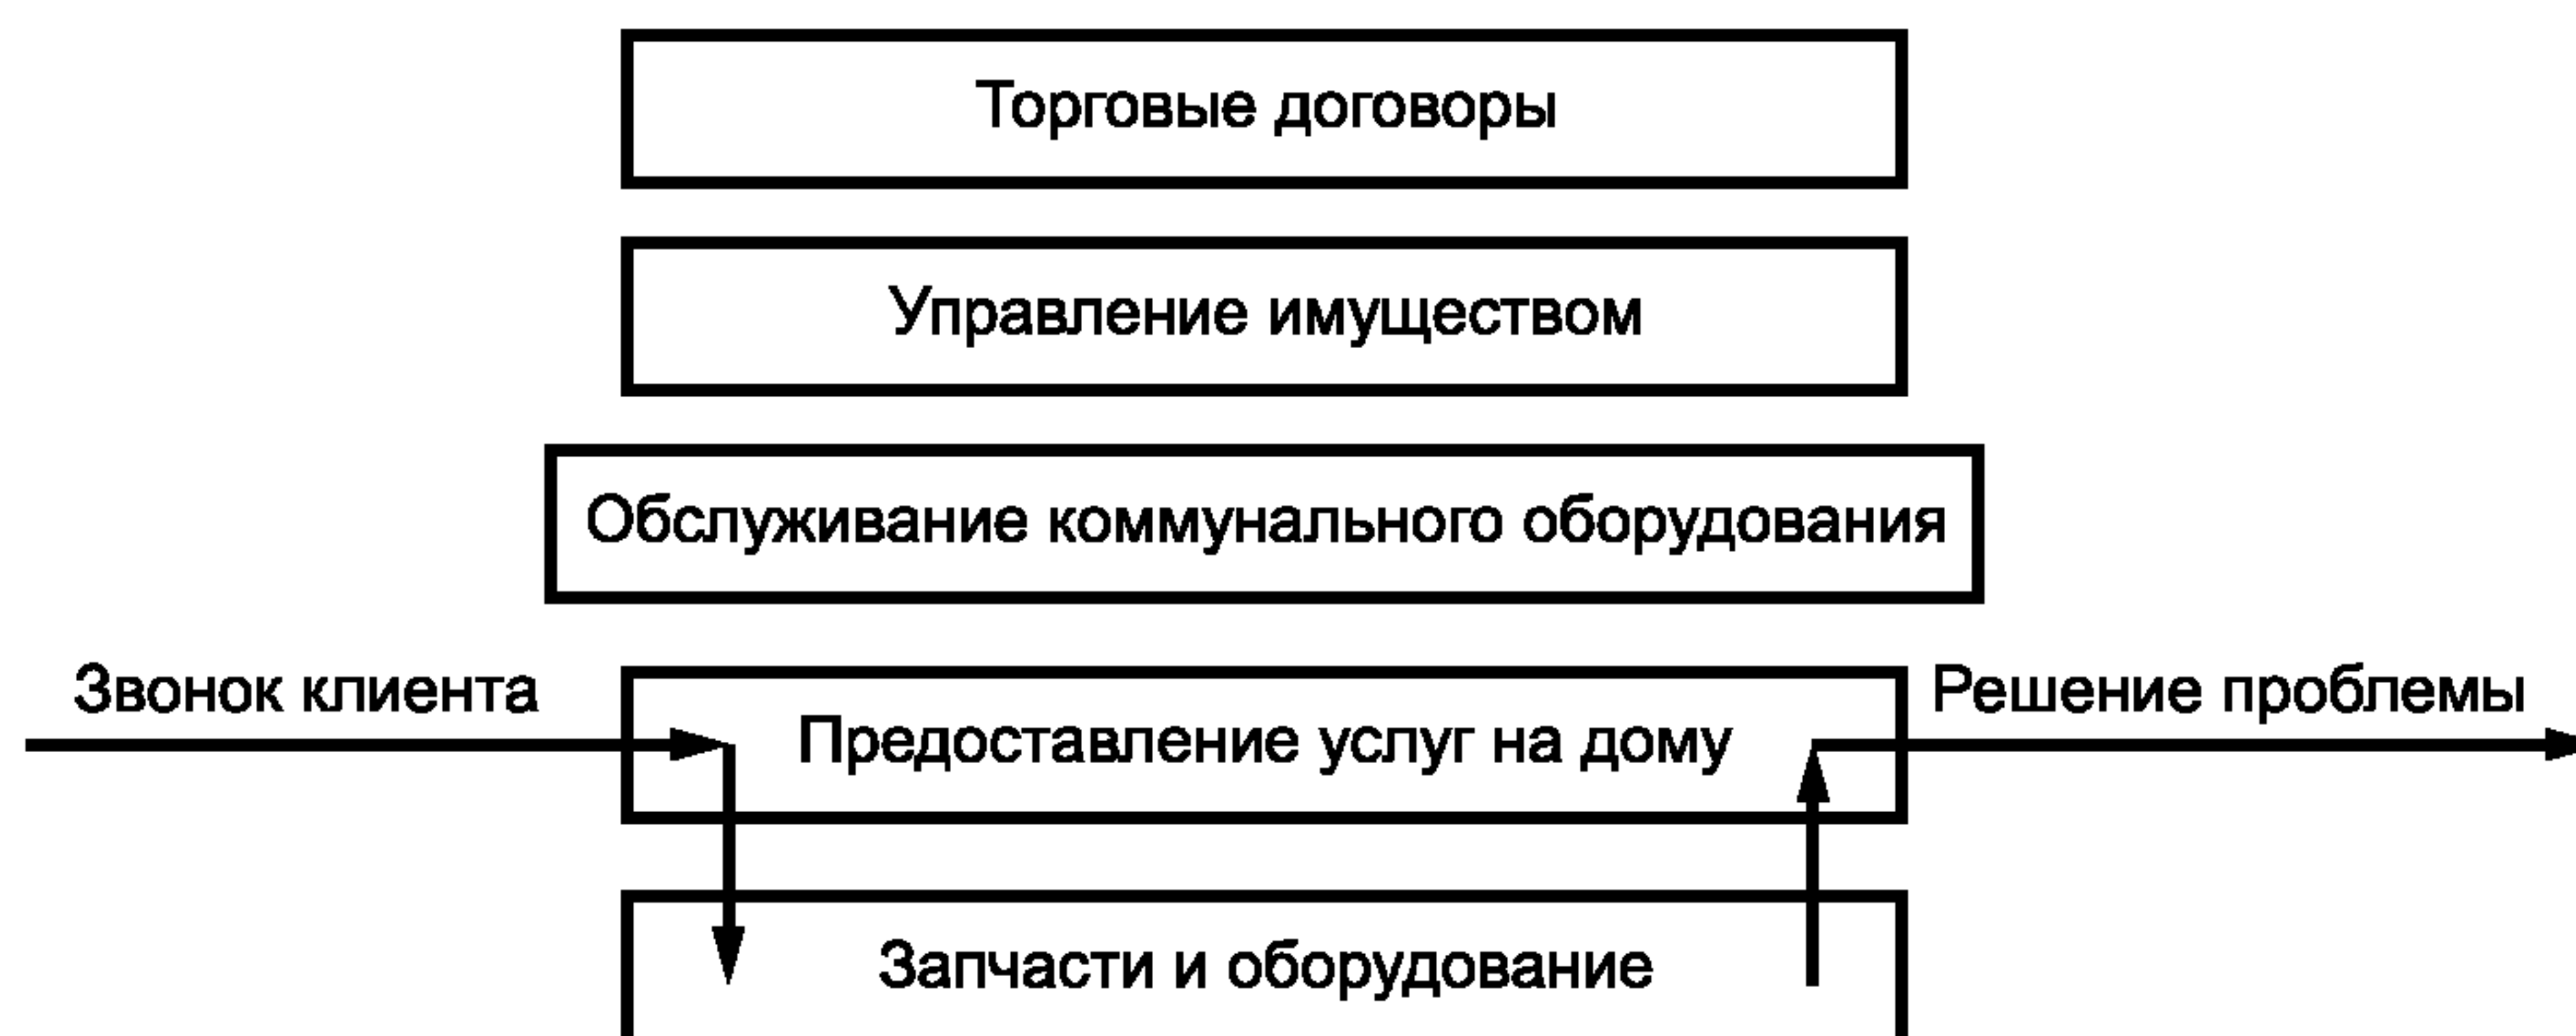 Торговые договоры
Управление имуществом
Обслуживание коммунального оборудования
Звонок клиента
Предоставление услуг на дому
Решение проблемы
Запчасти и оборудование